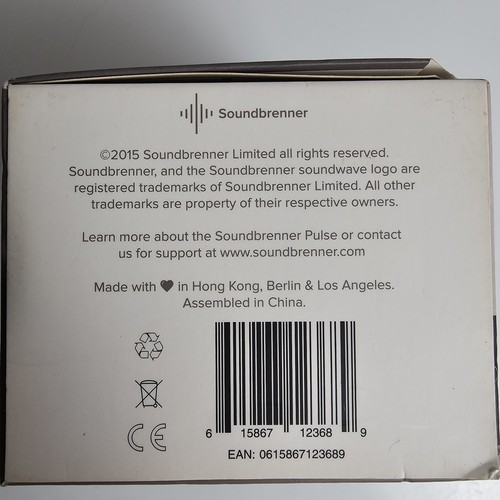 Soundbrenner
©2015 Soundbrenner Limited all rights reserved.
Soundbrenner, and the Soundbrenner soundwave logo are
registered trademarks of Soundbrenner Limited. All other
trademarks are property of their respective owners.
Learn more about the Soundbrenner Pulse or contact
us for support at www.soundbrenner.com
Made with ♥ in Hong Kong, Berlin & Los Angeles.
Assembled in China.
CE
6 15867 12368 9
EAN: 0615867123689